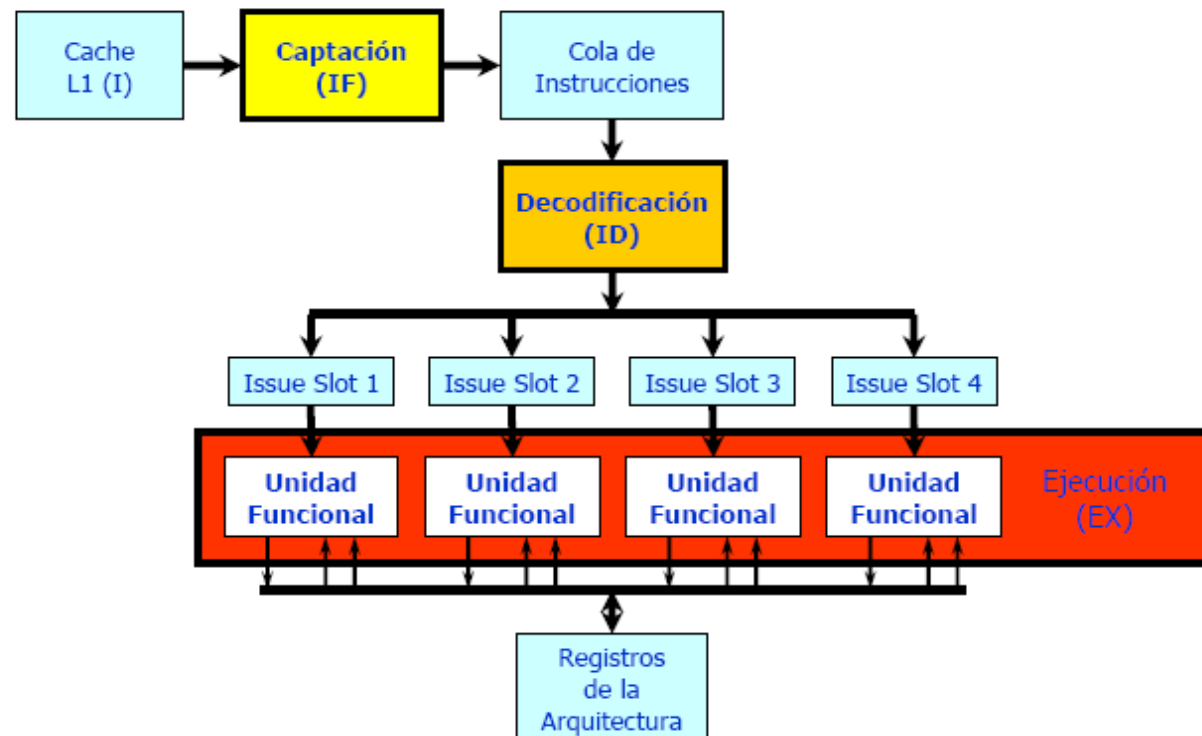 Cache
L1 (I)
Captación
(IF)
Cola de
Instrucciones
Decodificación
(ID)
Issue Slot 1
Issue Slot 2
Issue Slot 3
Issue Slot 4
Unidad
Funcional
Unidad
Funcional
Unidad
Funcional
Unidad
Funcional
Ejecución
(EX)
Registros
de la
Arquitectura